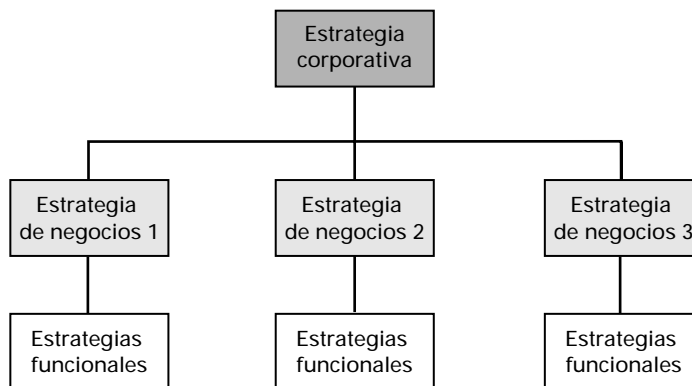 Estrategia
corporativa
Estrategia
de negocios 1
Estrategia
de negocios 2
Estrategia
de negocios 3
Estrategias
funcionales
Estrategias
funcionales
Estrategias
funcionales